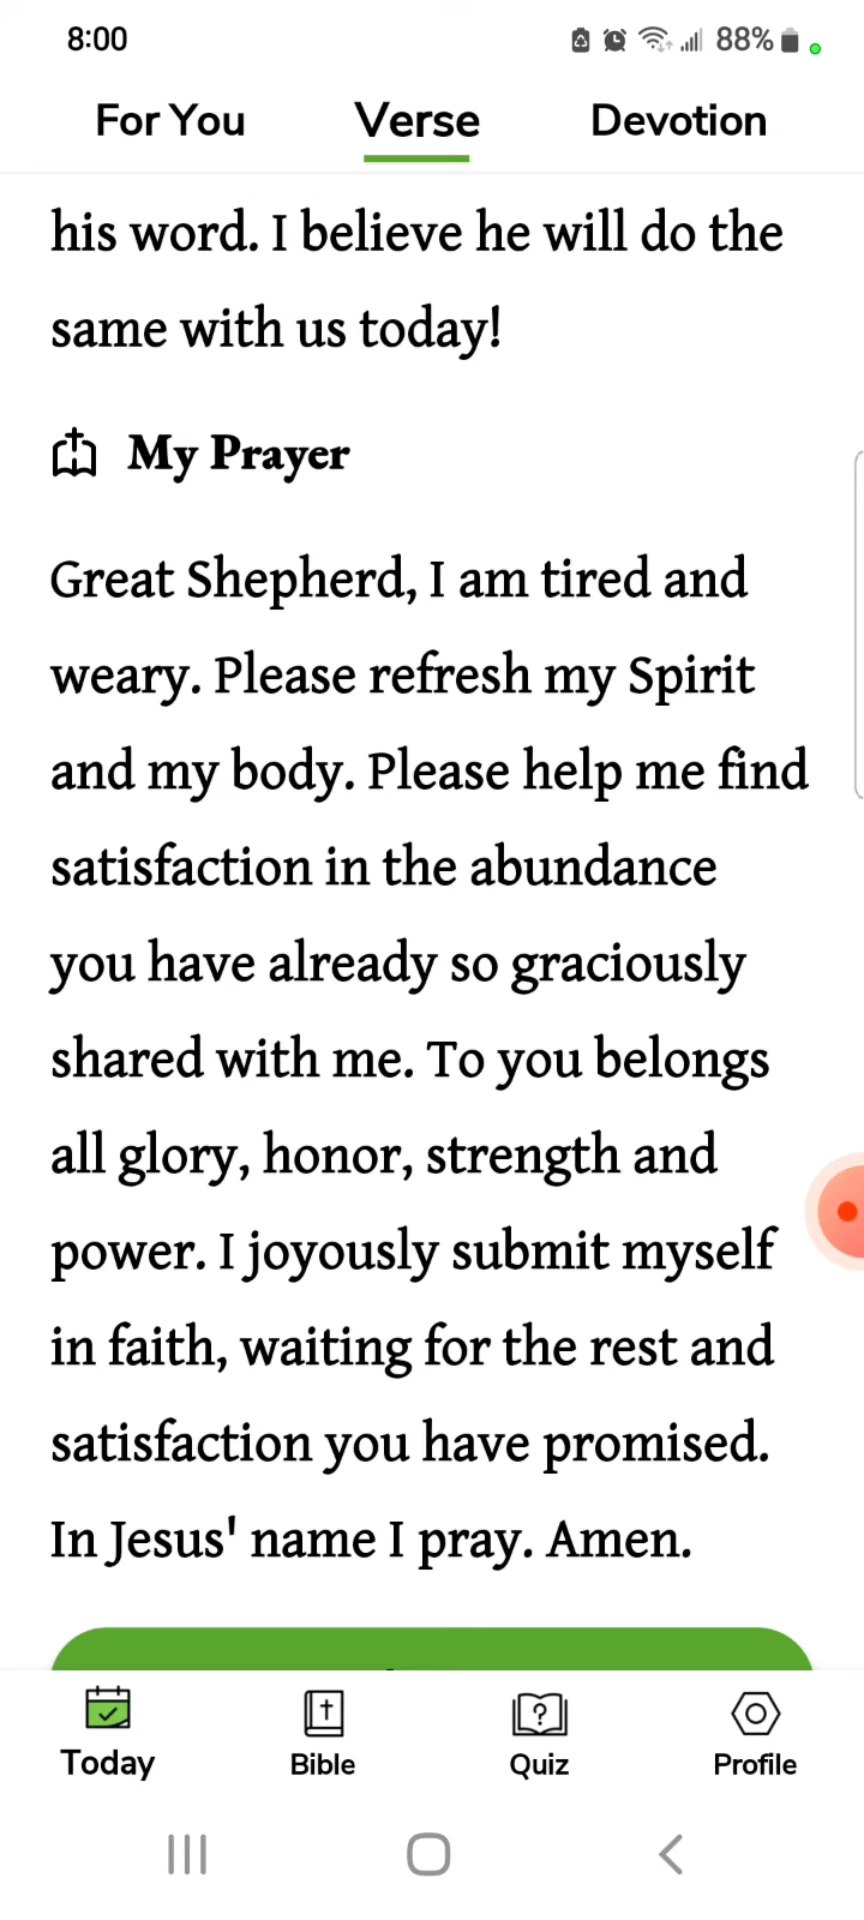 8:00
88%
For You
Verse
Devotion
his word. I believe he will do the
same with us today!
My Prayer
Great Shepherd, I am tired and
weary. Please refresh my Spirit
and my body. Please help me find
satisfaction in the abundance
you have already so graciously
shared with me. To you belongs
all glory, honor, strength and
power. I joyously submit myself
in faith, waiting for the rest and
satisfaction you have promised.
In Jesus' name I pray. Amen.
Today
Bible
Quiz
Profile